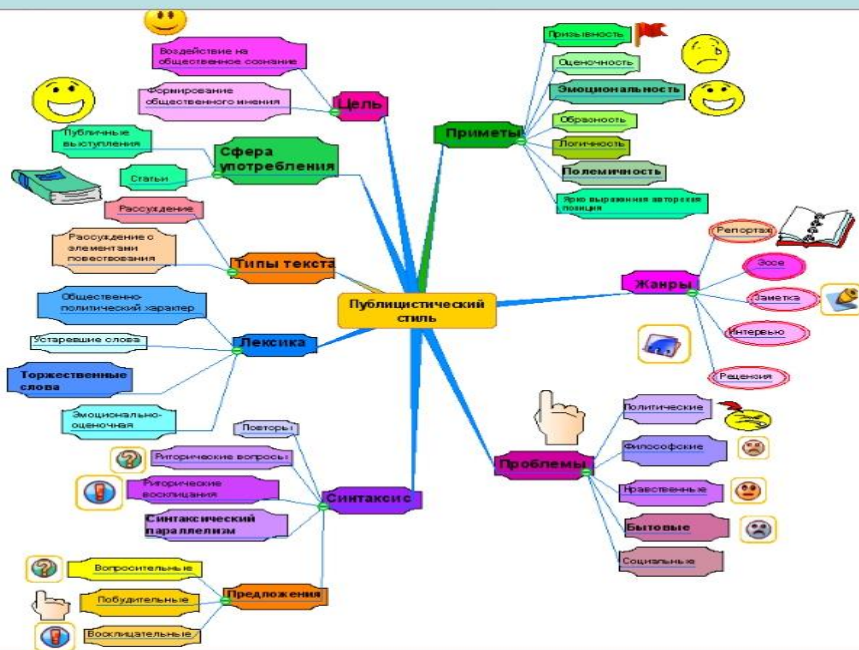 Публицистический
стиль
Цель
Воздействие на
общественное сознание
Формирование
общественного мнения
Сфера
употребления
Публичные
выступления
Статьи
Типы текста
Рассуждение
Рассуждение с
элементами
повествования
Лексика
Общественно-
политический характер
Устаревшие слова
Торжественные
слова
Эмоционально-
оценочная
Синтаксис
Повторы
Риторические вопросы
Риторические
восклицания
Синтаксический
параллелизм
Предложения
Вопросительные
Побудительные
Восклицательные
Приметы
Призывность
Оценочность
Эмоциональность
Образность
Логичность
Полемичность
Ярко выраженная авторская
позиция
Жанры
Репортаж
Эссе
Заметка
Интервью
Рецензия
Проблемы
Политические
Философские
Нравственные
Бытовые
Социальные